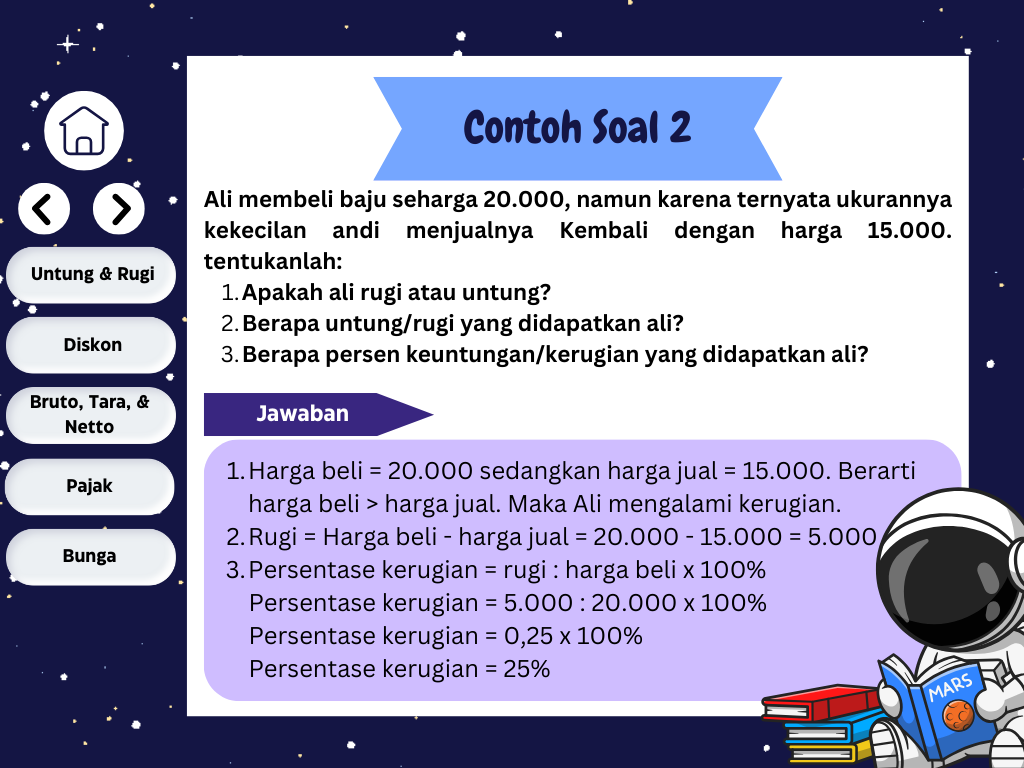 Contoh Soal 2
Untung & Rugi
Diskon
Bruto, Tara, &
Netto
Pajak
Bunga
Ali membeli baju seharga 20.000, namun karena ternyata ukurannya
kekecilan andi menjualnya Kembali dengan harga 15.000.
tentukanlah:
1. Apakah ali rugi atau untung?
2. Berapa untung/rugi yang didapatkan ali?
3. Berapa persen keuntungan/kerugian yang didapatkan ali?
Jawaban
1. Harga beli = 20.000 sedangkan harga jual = 15.000. Berarti
harga beli > harga jual. Maka Ali mengalami kerugian.
2. Rugi = Harga beli - harga jual = 20.000 - 15.000 = 5.000
3. Persentase kerugian = rugi : harga beli x 100%
Persentase kerugian = 5.000 : 20.000 x 100%
Persentase kerugian = 0,25 x 100%
Persentase kerugian = 25%
MARS